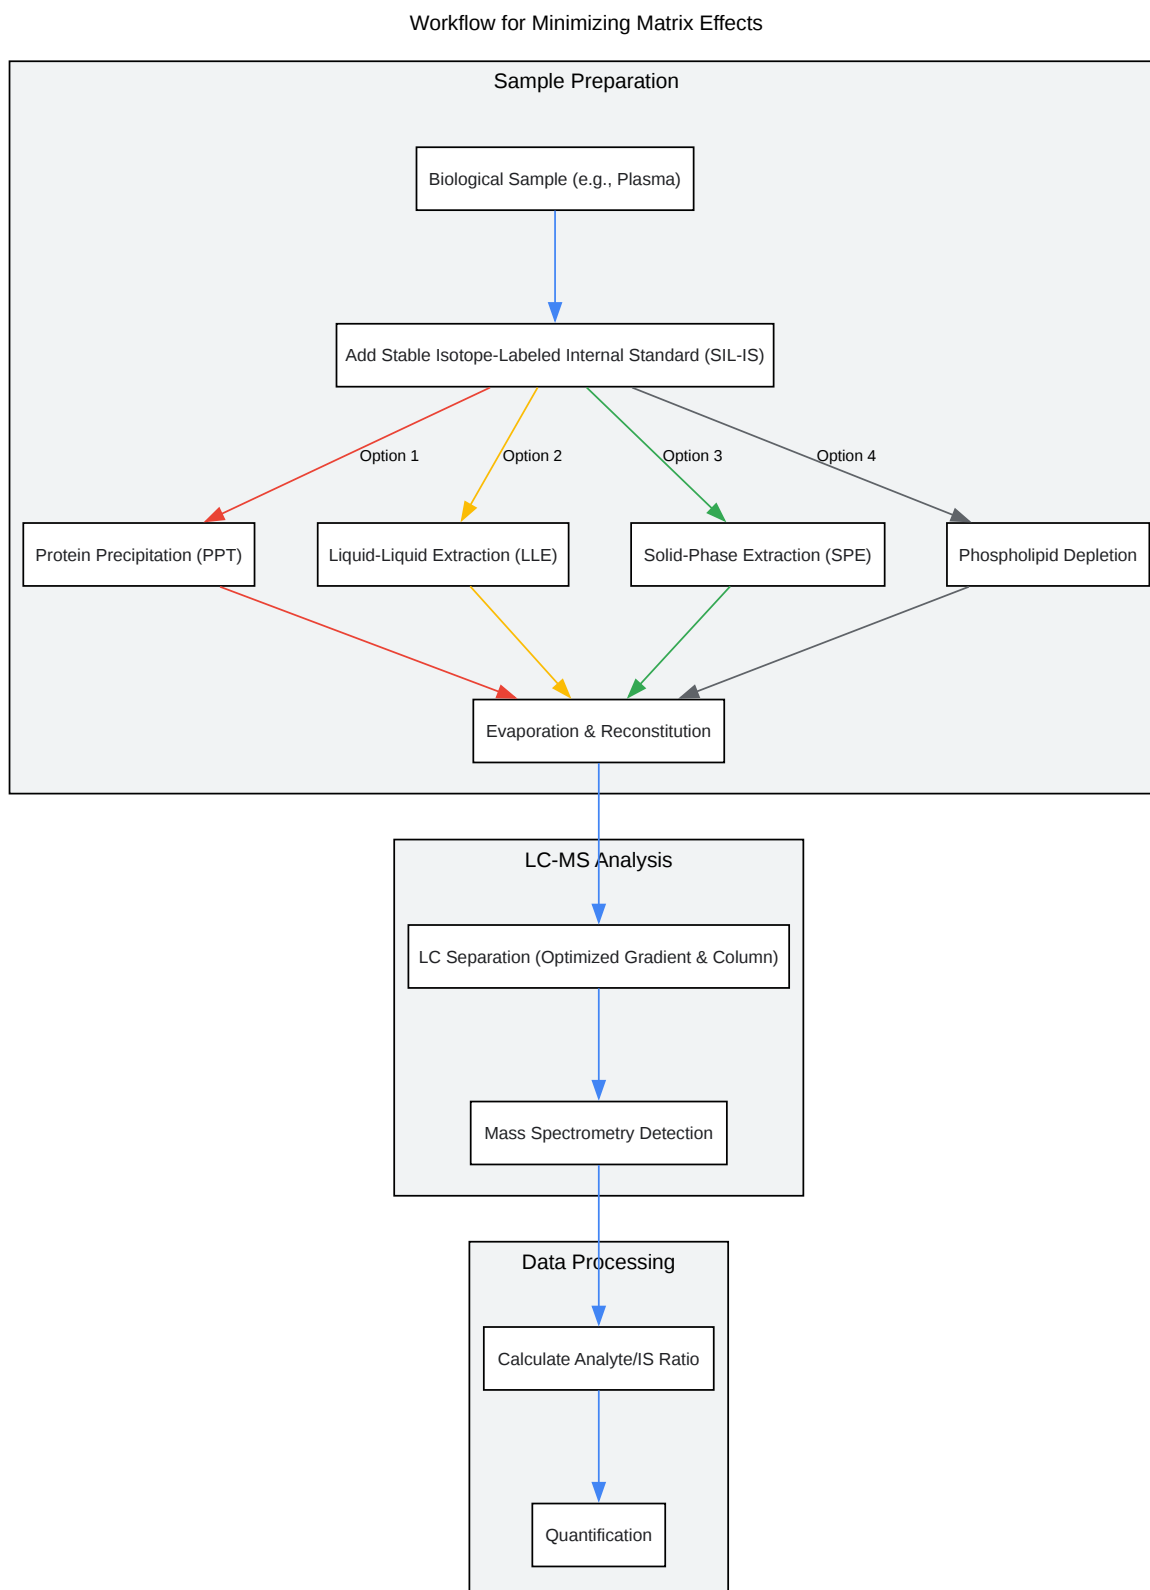 Workflow for Minimizing Matrix Effects
Sample Preparation
Biological Sample (e.g., Plasma)
Add Stable Isotope-Labeled Internal Standard (SIL-IS)
Option 1
Option 2
Option 3
Option 4
Protein Precipitation (PPT)
Liquid-Liquid Extraction (LLE)
Solid-Phase Extraction (SPE)
Phospholipid Depletion
Evaporation & Reconstitution
LC-MS Analysis
LC Separation (Optimized Gradient & Column)
Mass Spectrometry Detection
Data Processing
Calculate Analyte/IS Ratio
Quantification